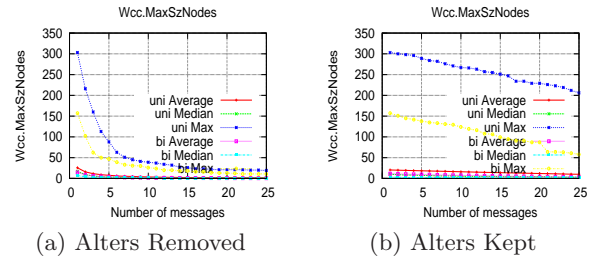 Wcc.MaxSzNodes
350
300
250
200
150
100
50
0
Wcc.MaxSzNodes
uni Average
uni Median
uni Max
bi Average
bi Median
bi Max
0 5 10 15 20 25
Number of messages
(a) Alters Removed
Wcc.MaxSzNodes
350
300
250
200
150
100
50
0
Wcc.MaxSzNodes
uni Average
uni Median
uni Max
bi Average
bi Median
bi Max
0 5 10 15 20 25
Number of messages
(b) Alters Kept